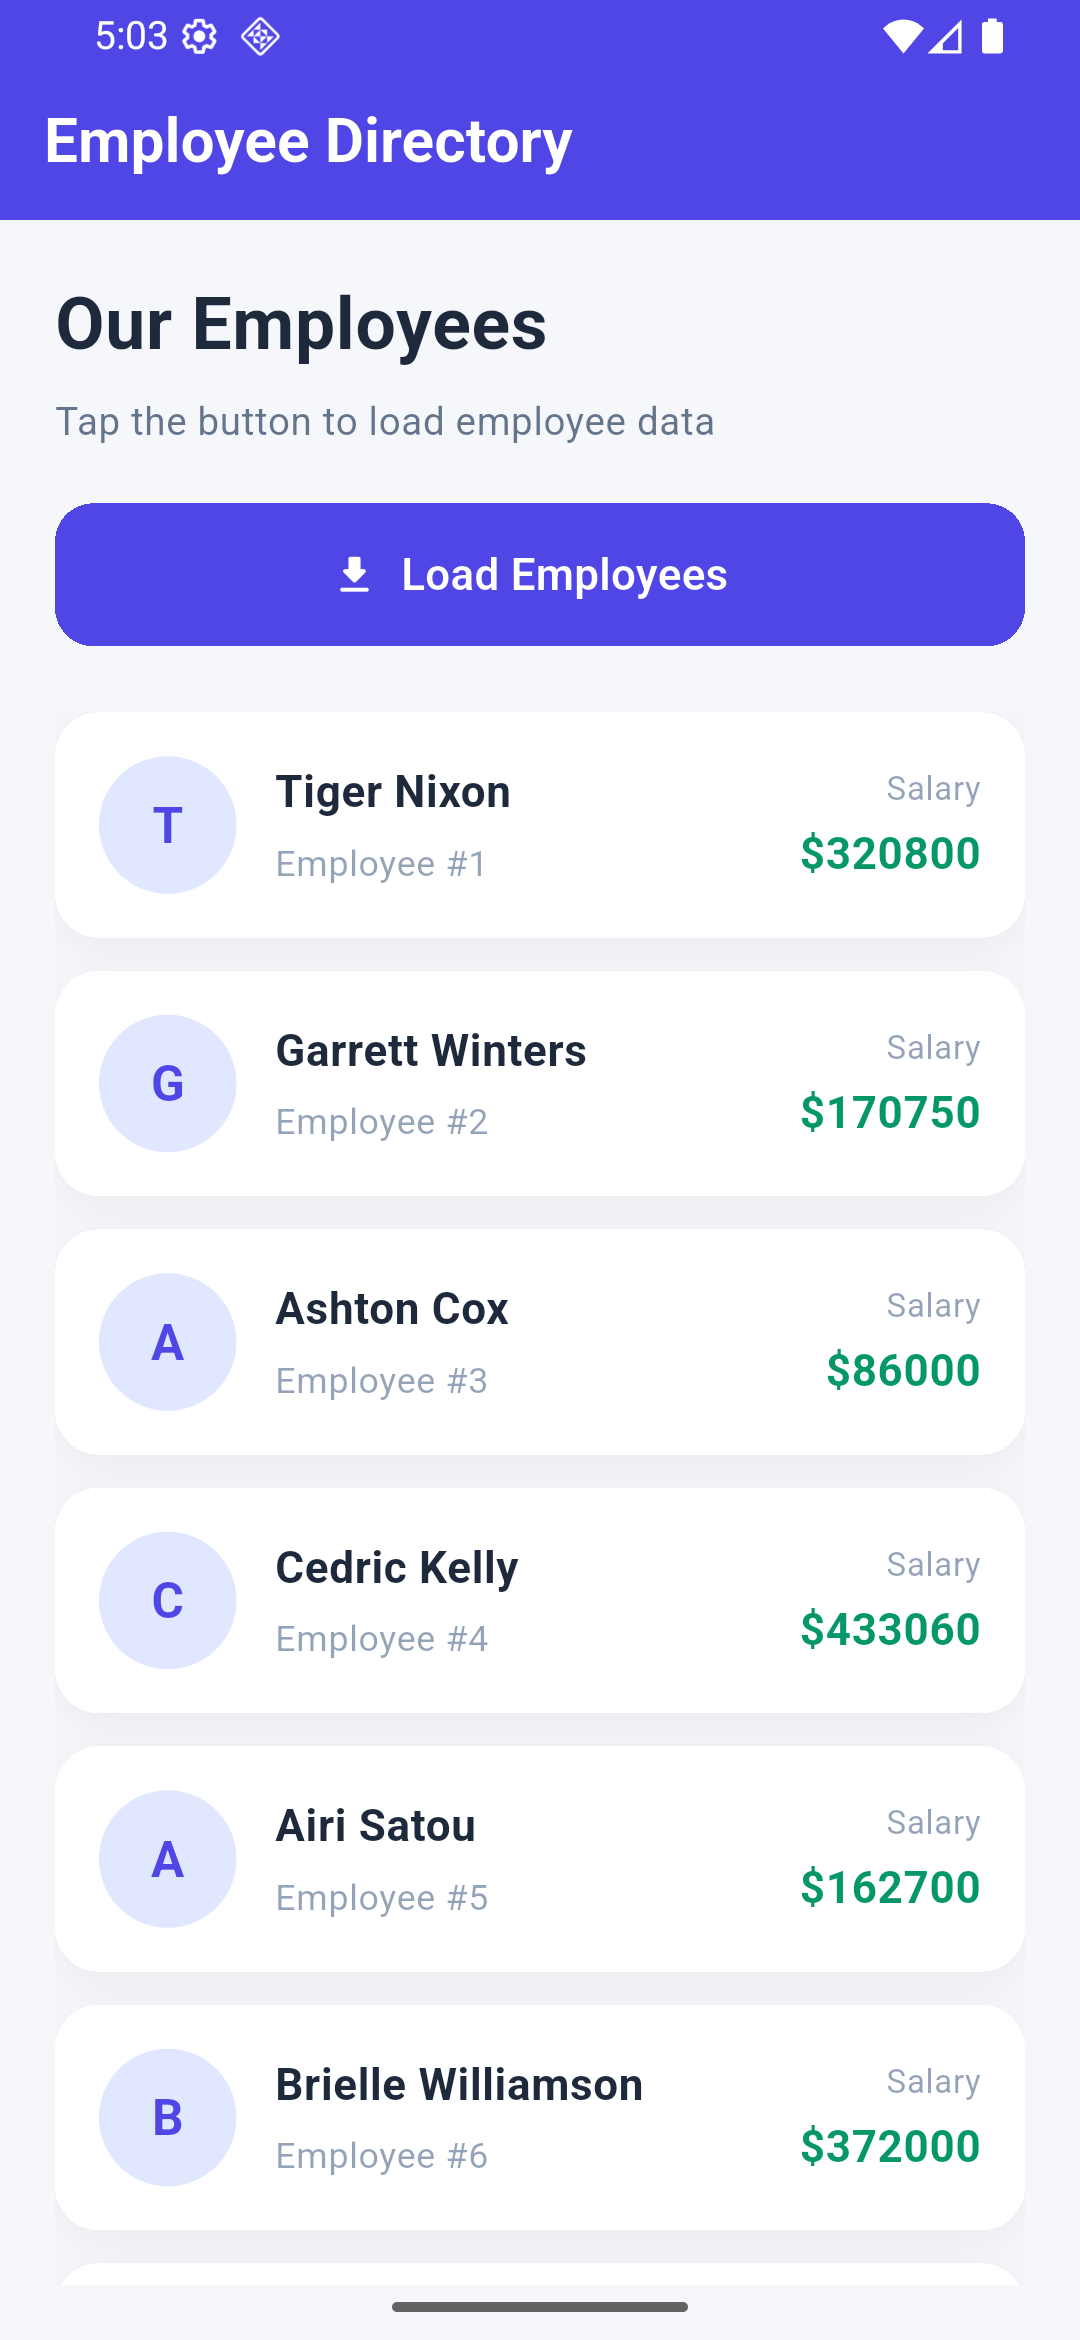 5:03
Employee Directory
Our Employees
Tap the button to load employee data
Load Employees
T
Tiger Nixon
Employee #1
Salary
$320800
G
Garrett Winters
Employee #2
Salary
$170750
A
Ashton Cox
Employee #3
Salary
$86000
C
Cedric Kelly
Employee #4
Salary
$433060
A
Airi Satou
Employee #5
Salary
$162700
B
Brielle Williamson
Employee #6
Salary
$372000